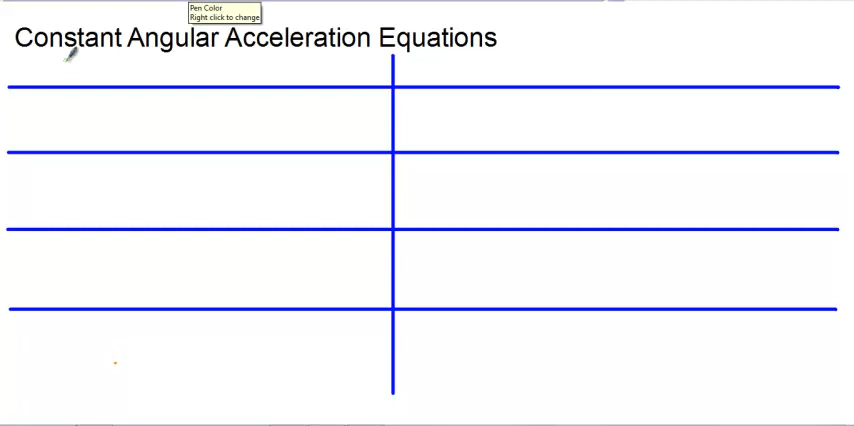 Pen Color
Right click to change
Constant Angular Acceleration Equations